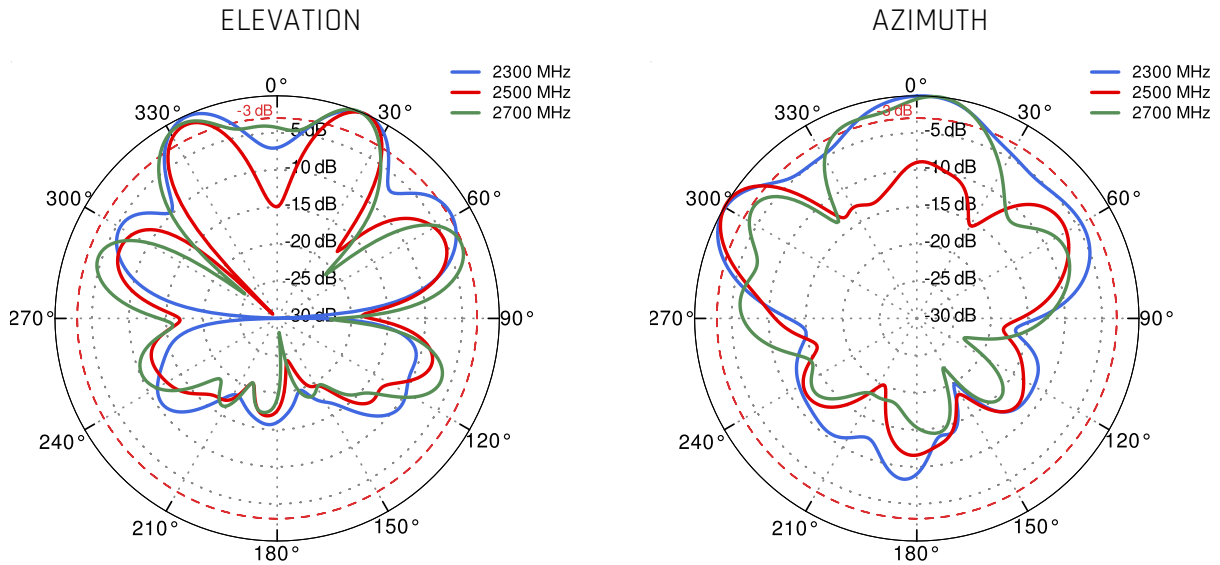 ELEVATION
2300 MHz
2500 MHz
2700 MHz
0°
30°
60°
90°
120°
150°
180°
210°
240°
270°
300°
330°
-3 dB
5 dB
10 dB
-15 dB
-20 dB
-25 dB
-30 dB
AZIMUTH
2300 MHz
2500 MHz
2700 MHz
0°
30°
60°
90°
120°
150°
180°
210°
240°
270°
300°
330°
-3 dB
-5 dB
-10 dB
-15 dB
-20 dB
-25 dB
-30 dB